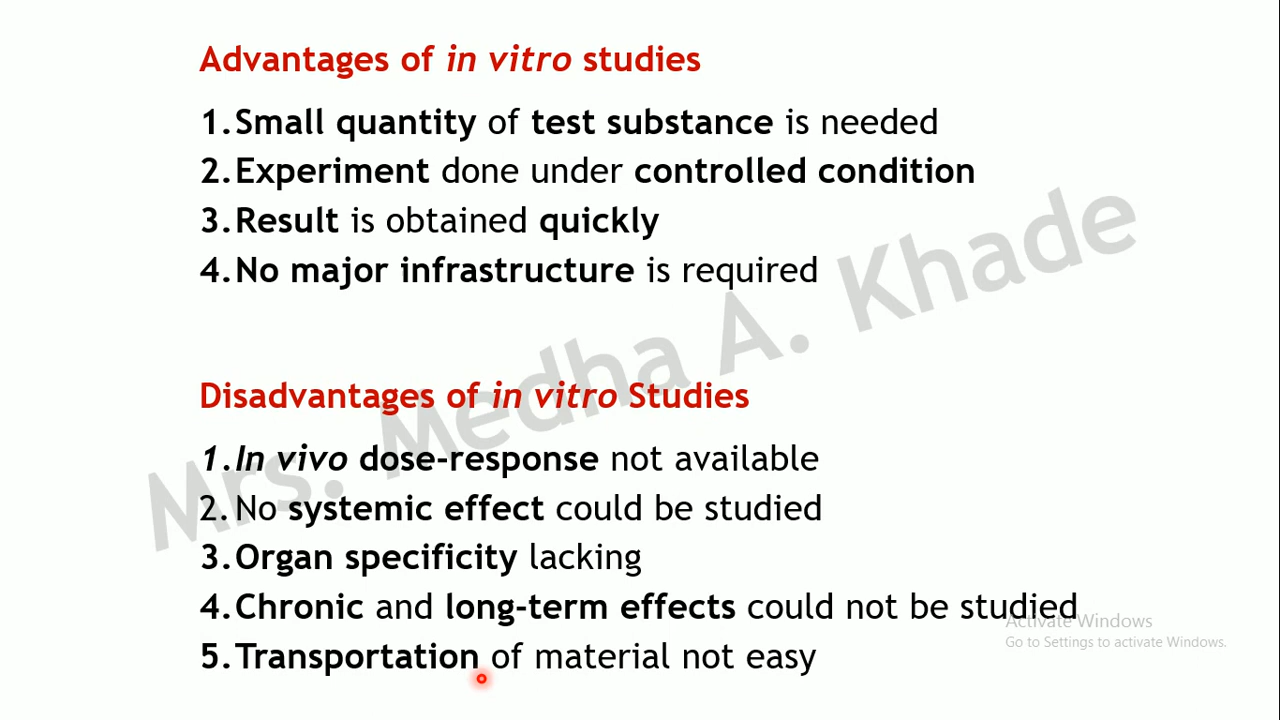 Advantages of in vitro studies
1.Small quantity of test substance is needed
2.Experiment done under controlled condition
3.Result is obtained quickly
4.No major infrastructure is required
Mrs. Medha A. Khade
Disadvantages of in vitro Studies
1.In vivo dose-response not available
2.No systemic effect could be studied
3.Organ specificity lacking
4.Chronic and long-term effects could not be studied
Activate Windows
Go to Settings to activate Windows.
5.Transportation of material not easy